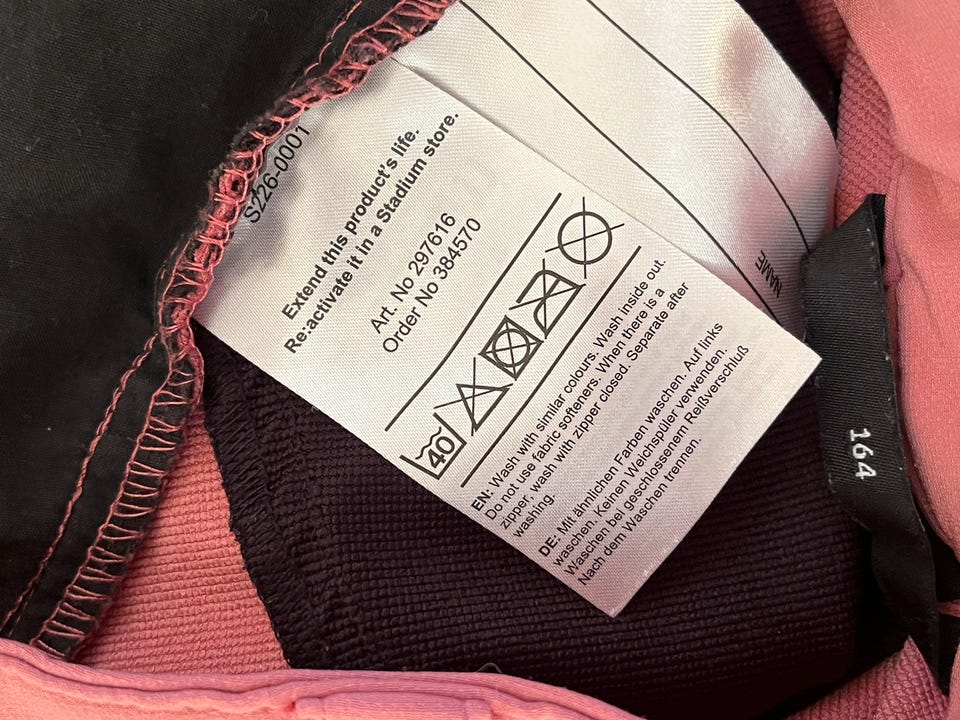 S226-0001
Extend this product's life.
Re:activate it in a Stadium store.
Art. No 297616
Order No 384570
40
EN: Wash with similar colours. Wash inside out.
Do not use fabric softeners. When there is a
zipper, wash with zipper closed. Separate after
washing.
DE: Mit ähnlichen Farben waschen. Auf links
waschen. Keinen Weichspüler verwenden.
Waschen bei geschlossenem Reißverschluß
Nach dem Waschen trennen.
NAME
164